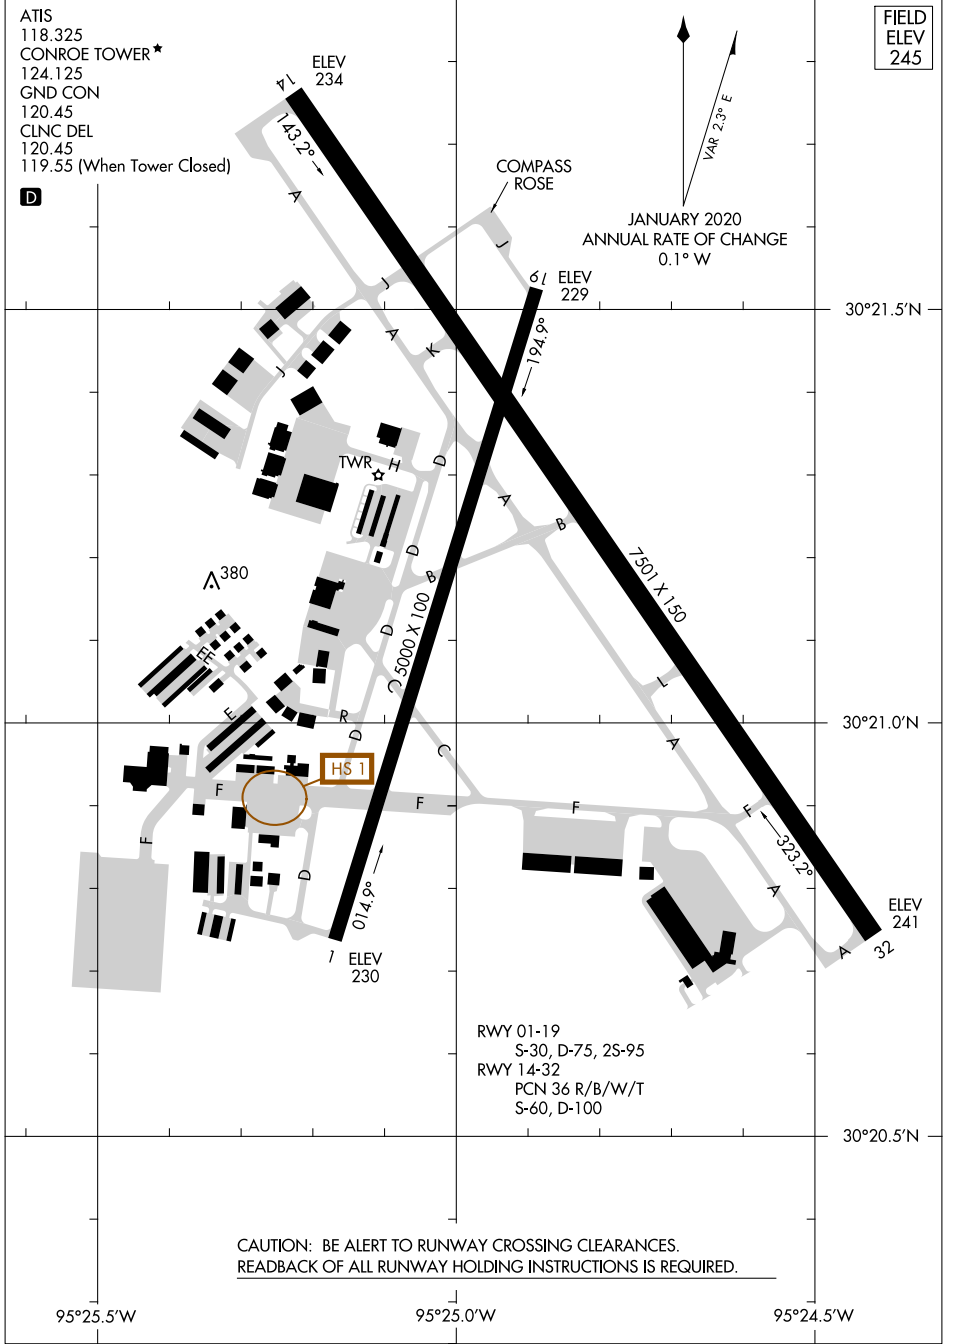 ATIS
118.325
CONROE TOWER★
124.125
GND CON
120.45
CLNC DEL
120.45
119.55 (When Tower Closed)
D
FIELD
ELEV
245
ELEV
234
14
143.2°
VAR 2.3° E
JANUARY 2020
ANNUAL RATE OF CHANGE
0.1° W
COMPASS
ROSE
A
J
J
19
ELEV
229
30°21.5'N
194.9°
A
K
J
TWR
H
D
A
B
D
B
380
7501 X 150
5000 X 100
D
EE
C
L
E
R
D
30°21.0'N
A
C
HS 1
F
F
F
F
F
323.2°
D
014.9°
A
ELEV
241
32
A
1
ELEV
230
RWY 01-19
S-30, D-75, 2S-95
RWY 14-32
PCN 36 R/B/W/T
S-60, D-100
30°20.5'N
CAUTION: BE ALERT TO RUNWAY CROSSING CLEARANCES.
READBACK OF ALL RUNWAY HOLDING INSTRUCTIONS IS REQUIRED.
95°25.5'W
95°25.0'W
95°24.5'W